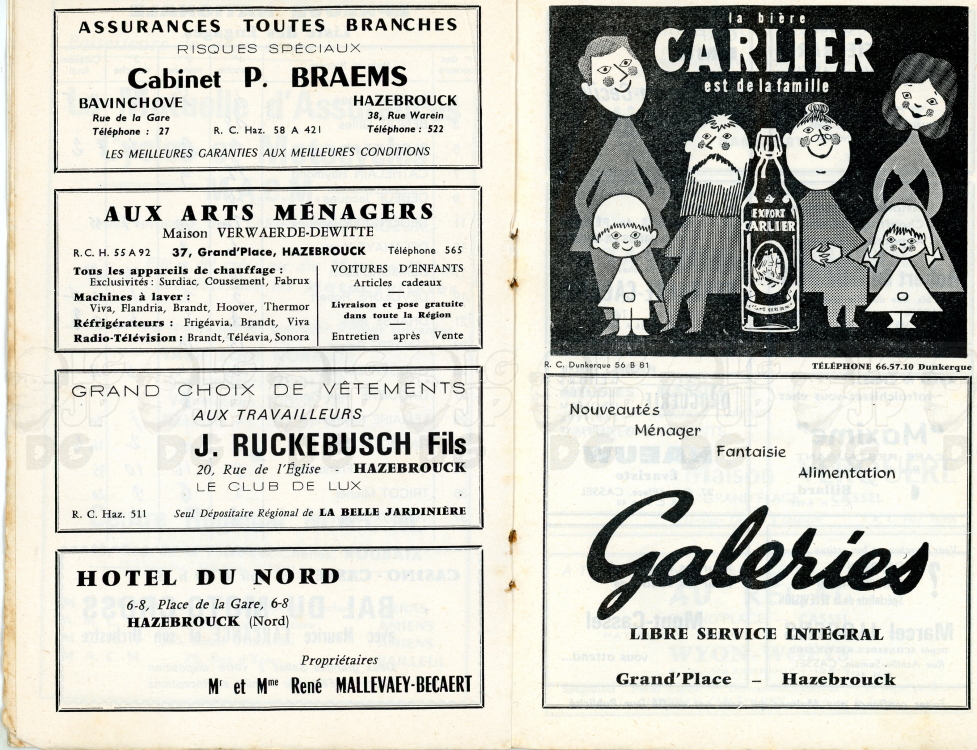 ASSURANCES TOUTES BRANCHES
RISQUES SPÉCIAUX
Cabinet P. BRAEMS
BAVINCHOVE HAZEBROUCK
Rue de la Gare 38, Rue Warein
Téléphone : 27 R. C. Haz. 58 A 421 Téléphone : 522
LES MEILLEURES GARANTIES AUX MEILLEURES CONDITIONS
AUX ARTS MÉNAGERS
Maison VERWAERDE-DEWITTE
R. C. H. 55 A 92 37, Grand'Place, HAZEBROUCK Téléphone 565
Tous les appareils de chauffage :
Exclusivités : Surdiac, Coussement, Fabrux
Machines à laver :
Viva, Flandria, Brandt, Hoover, Thermor
Réfrigérateurs : Frigéavia, Brandt, Viva
Radio-Télévision : Brandt, Téléavia, Sonora
VOITURES D'ENFANTS
Articles cadeaux
Livraison et pose gratuite
dans toute la Région
Entretien après Vente
GRAND CHOIX DE VÊTEMENTS
AUX TRAVAILLEURS
J. RUCKEBUSCH Fils
20, Rue de l'Église - HAZEBROUCK
LE CLUB DE LUX
R. C. Haz. 511 Seul Dépositaire Régional de LA BELLE JARDINIÈRE
HOTEL DU NORD
6-8, Place de la Gare, 6-8
HAZEBROUCK (Nord)
Propriétaires
Mr et Mme René MALLEVAEY-BECAERT
la bière
CARLIER
est de la famille
EXPORT
CARLIER
R. C. Dunkerque 56 B 81 TÉLÉPHONE 66.57.10 Dunkerque
Nouveautés
Ménager
Fantaisie
Alimentation
Galeries
LIBRE SERVICE INTÉGRAL
Grand'Place – Hazebrouck